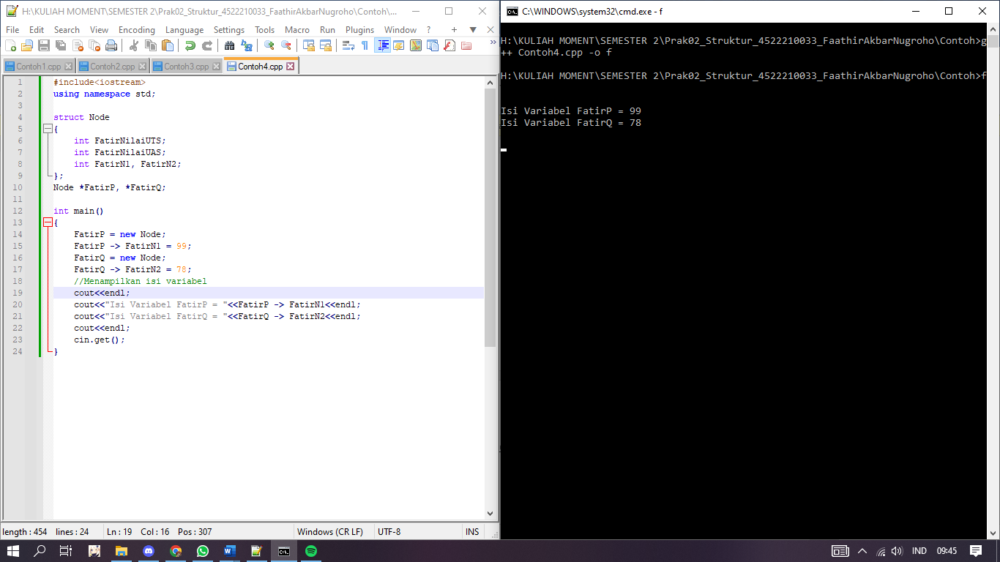 H:\KULIAH MOMENT\SEMESTER 2\Prak02_Struktur_4522210033_FaathirAkbarNugroho\Contoh\...
File Edit Search View Encoding Language Settings Tools Macro Run Plugins Window ? + ▼ X
Contoh1.cpp Contoh2.cpp Contoh3.cpp Contoh4.cpp
1 #include<iostream>
2 using namespace std;
3
4 struct Node
5 {
6 int FatirNilaiUTS;
7 int FatirNilaiUAS;
8 int FatirN1, FatirN2;
9 };
10 Node *FatirP, *FatirQ;
11
12 int main()
13 {
14 FatirP = new Node;
15 FatirP -> FatirN1 = 99;
16 FatirQ = new Node;
17 FatirQ -> FatirN2 = 78;
18 //Menampilkan isi variabel
19 cout<<endl;
20 cout<<"Isi Variabel FatirP = "<<FatirP -> FatirN1<<endl;
21 cout<<"Isi Variabel FatirQ = "<<FatirQ -> FatirN2<<endl;
22 cout<<endl;
23 cin.get();
24 }
length : 454 lines : 24 Ln : 19 Col : 16 Pos : 307 Windows (CR LF) UTF-8 INS
C:\WINDOWS\system32\cmd.exe - f
H:\KULIAH MOMENT\SEMESTER 2\Prak02_Struktur_4522210033_FaathirAkbarNugroho\Contoh>g
++ Contoh4.cpp -o f
H:\KULIAH MOMENT\SEMESTER 2\Prak02_Struktur_4522210033_FaathirAkbarNugroho\Contoh>f
Isi Variabel FatirP = 99
Isi Variabel FatirQ = 78
IND 09:45